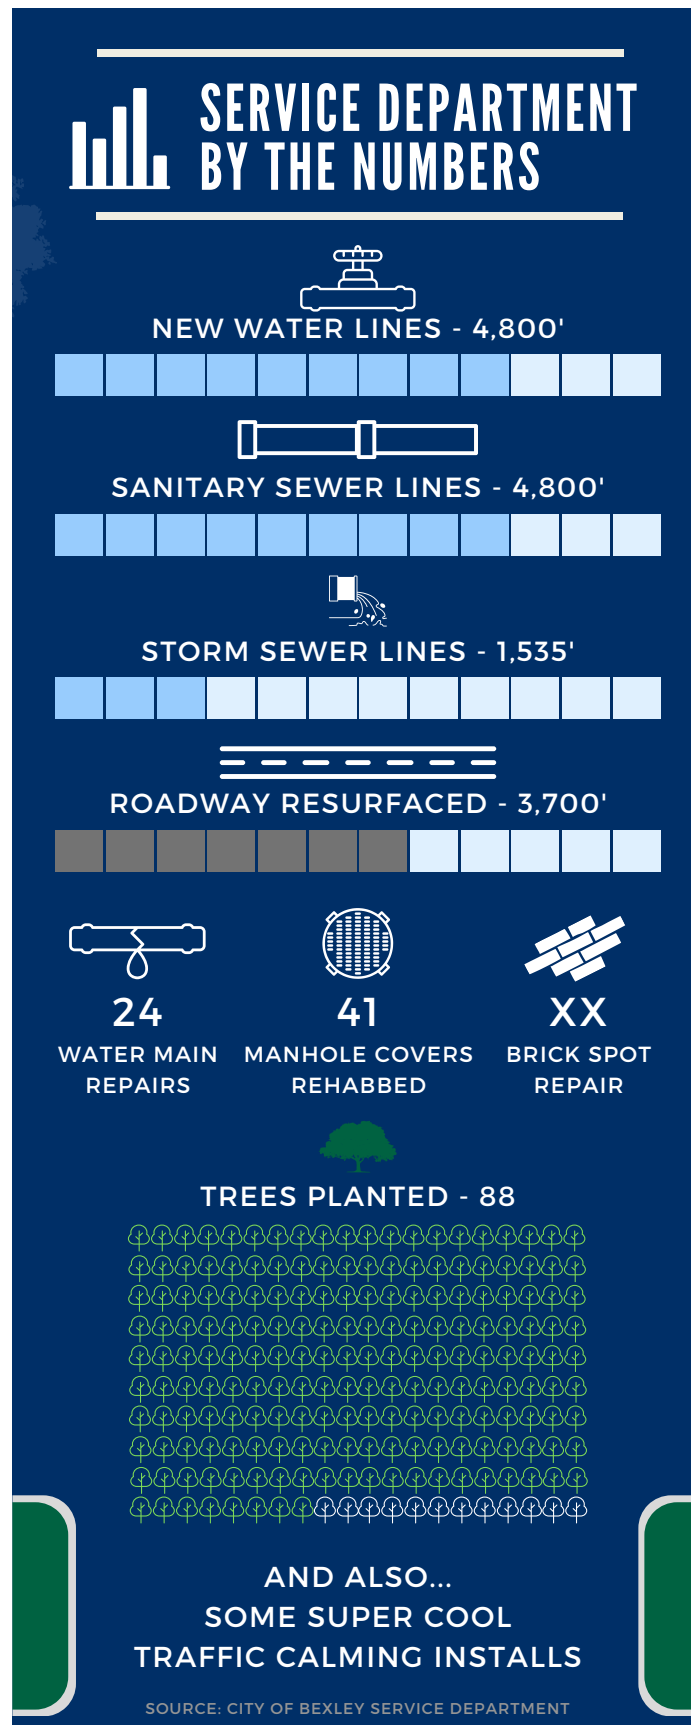 SERVICE DEPARTMENT
BY THE NUMBERS
NEW WATER LINES - 4,800'
SANITARY SEWER LINES - 4,800'
STORM SEWER LINES - 1,535'
ROADWAY RESURFACED - 3,700'
24
WATER MAIN
REPAIRS
41
MANHOLE COVERS
REHABBED
XX
BRICK SPOT
REPAIR
TREES PLANTED - 88
AND ALSO...
SOME SUPER COOL
TRAFFIC CALMING INSTALLS
SOURCE: CITY OF BEXLEY SERVICE DEPARTMENT